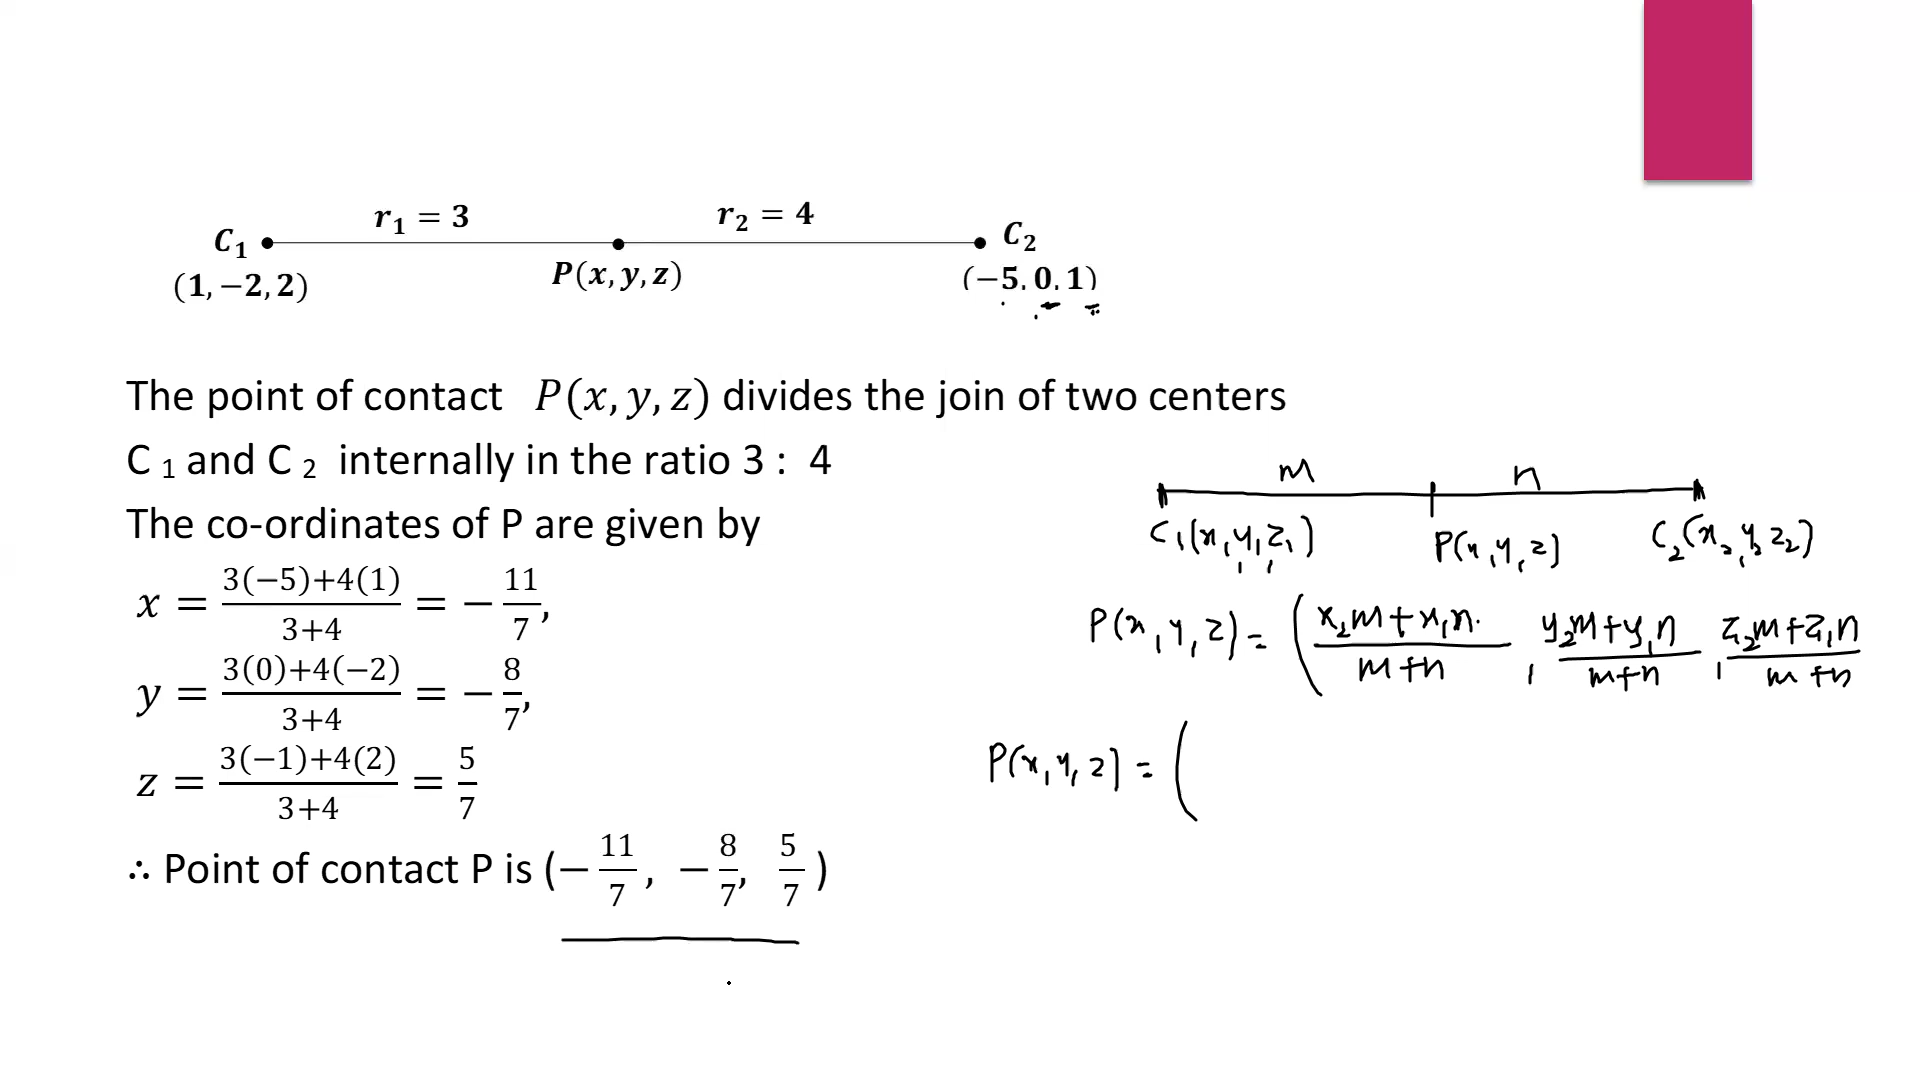 r₁ = 3
r₂ = 4
C₁
C₂
(1, −2, 2)
P(x, y, z)
(−5, 0, 1)
The point of contact P(x, y, z) divides the join of two centers
C ₁ and C ₂ internally in the ratio 3 : 4
The co-ordinates of P are given by
x = (3(−5)+4(1))/(3+4) = −11/7,
y = (3(0)+4(−2))/(3+4) = −8/7,
z = (3(−1)+4(2))/(3+4) = 5/7
∴ Point of contact P is (−11/7, −8/7, 5/7)
m n
C₁(x₁, y₁, z₁) P(x, y, z) C₂(x₂, y₂ z₂)
P(x, y, z) = ( (x₂m+x₁n)/(m+n) , (y₂m+y₁n)/(m+n) , (z₂m+z₁n)/(m+n)
P(x, y, z) = (